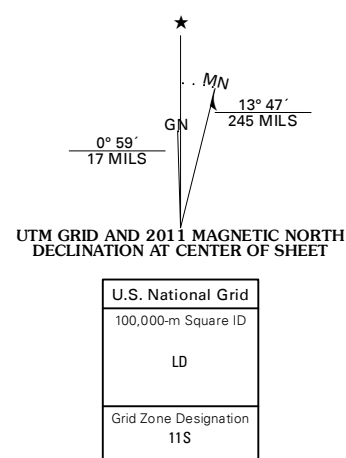 ★
MN
GN
13° 47´
245 MILS
0° 59´
17 MILS
UTM GRID AND 2011 MAGNETIC NORTH
DECLINATION AT CENTER OF SHEET
U.S. National Grid
100,000-m Square ID
LD
Grid Zone Designation
11S